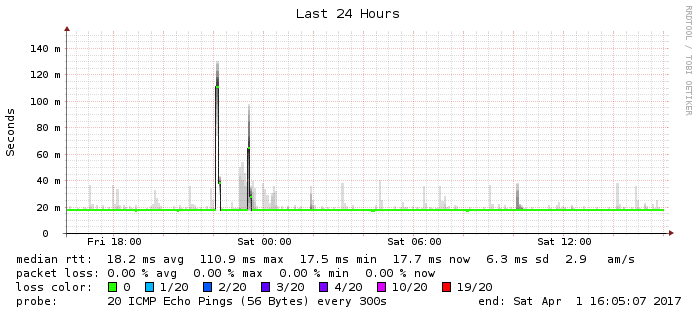 Last 24 Hours
RRDTOOL / TOBI OETIKER
Seconds
140 m
120 m
100 m
80 m
60 m
40 m
20 m
0
Fri 18:00 Sat 00:00 Sat 06:00 Sat 12:00
median rtt: 18.2 ms avg 110.9 ms max 17.5 ms min 17.7 ms now 6.3 ms sd 2.9 am/s
packet loss: 0.00 % avg 0.00 % max 0.00 % min 0.00 % now
loss color: 0 1/20 2/20 3/20 4/20 10/20 19/20
probe: 20 ICMP Echo Pings (56 Bytes) every 300s end: Sat Apr 1 16:05:07 2017